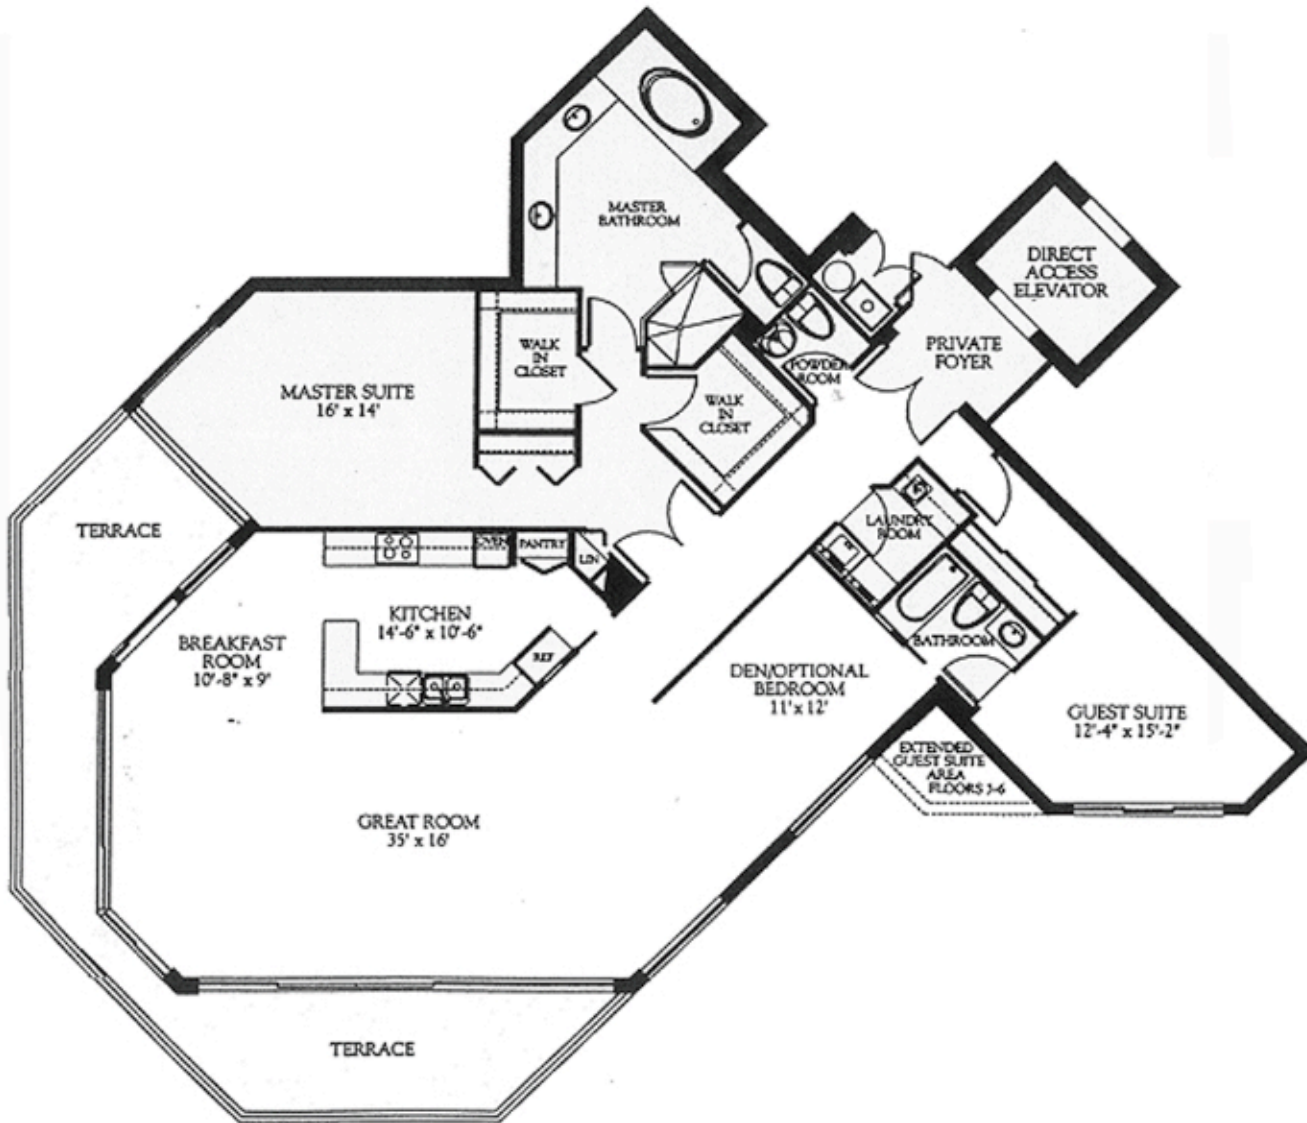 MASTER
BATHROOM
DIRECT
ACCESS
ELEVATOR
PRIVATE
FOYER
WALK
IN
CLOSET
POWDER
ROOM
MASTER SUITE
16' x 14'
WALK
IN
CLOSET
TERRACE
OVEN
PANTRY
LIN
LAUNDRY
ROOM
KITCHEN
14'-6" x 10'-6"
BREAKFAST
ROOM
10'-8" x 9'
REF
BATHROOM
DEN/OPTIONAL
BEDROOM
11' x 12'
GUEST SUITE
12'-4" x 15'-2"
EXTENDED
GUEST SUITE
AREA
FLOORS 3-6
GREAT ROOM
35' x 16'
TERRACE